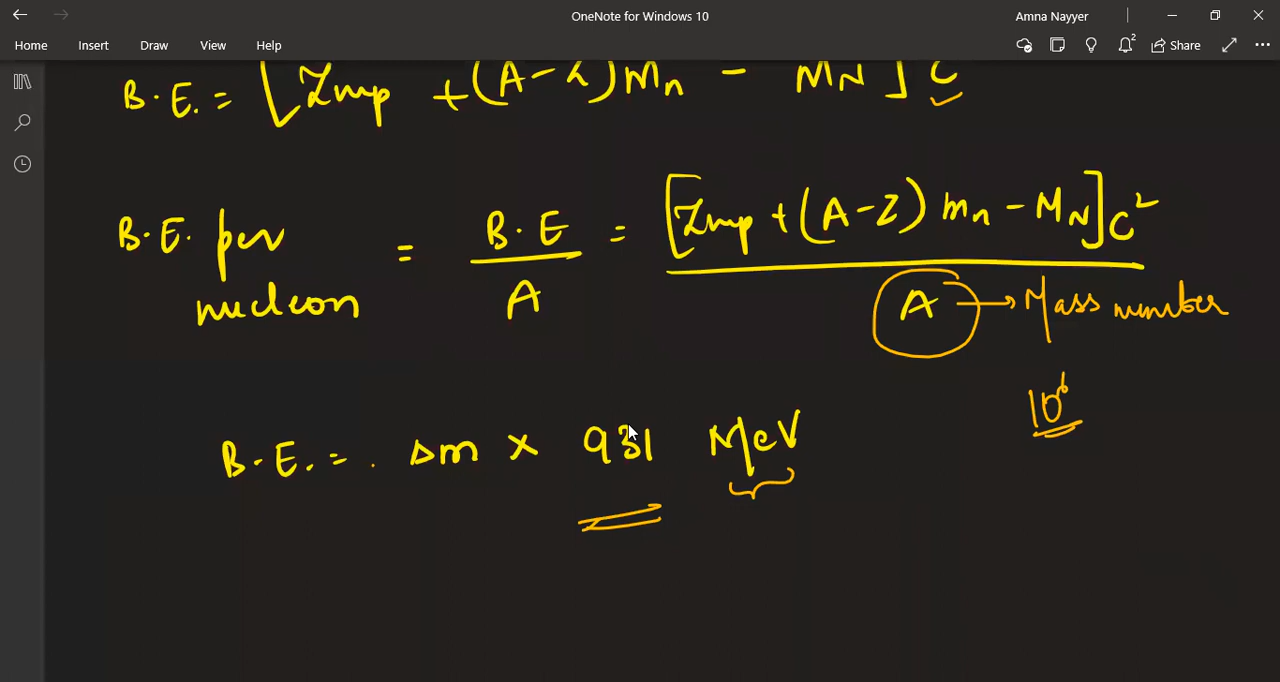 OneNote for Windows 10
Amna Nayyer
Home Insert Draw View Help
2 Share
B.E. = [Zmp + (A-Z)mn - MN] C
B.E. per nucleon = B.E / A = [Zmp + (A-Z) mn - MN] C² / A → Mass number
10⁶
B.E. = . Δm × 931 MeV